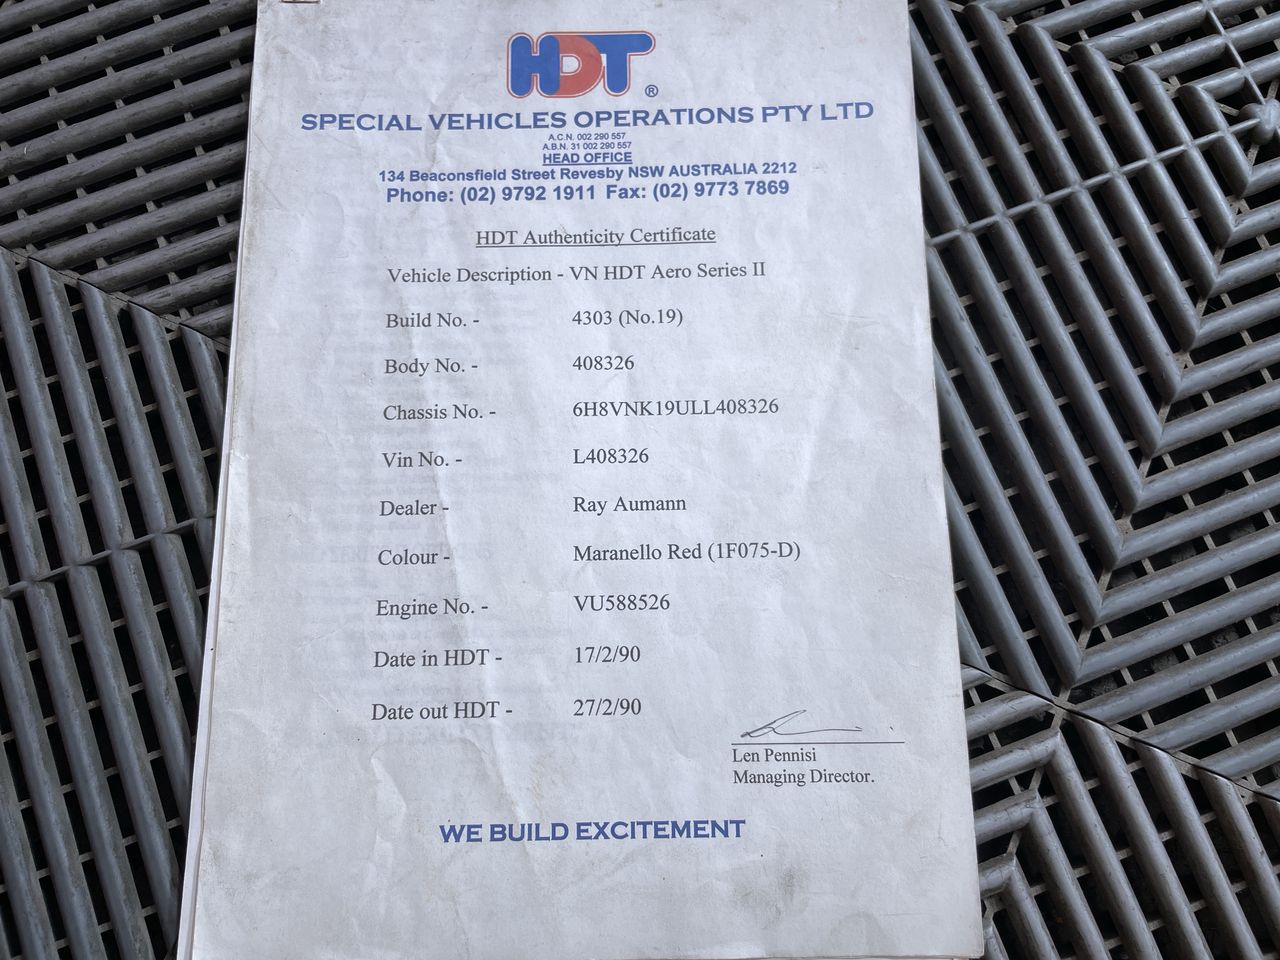 HDT ®
SPECIAL VEHICLES OPERATIONS PTY LTD
A.C.N. 002 290 557
A.B.N. 31 002 290 557
HEAD OFFICE
134 Beaconsfield Street Revesby NSW AUSTRALIA 2212
Phone: (02) 9792 1911 Fax: (02) 9773 7869
HDT Authenticity Certificate
Vehicle Description - VN HDT Aero Series II
Build No. - 4303 (No.19)
Body No. - 408326
Chassis No. - 6H8VNK19ULL408326
Vin No. - L408326
Dealer - Ray Aumann
Colour - Maranello Red (1F075-D)
Engine No. - VU588526
Date in HDT - 17/2/90
Date out HDT - 27/2/90
Len Pennisi
Managing Director.
WE BUILD EXCITEMENT